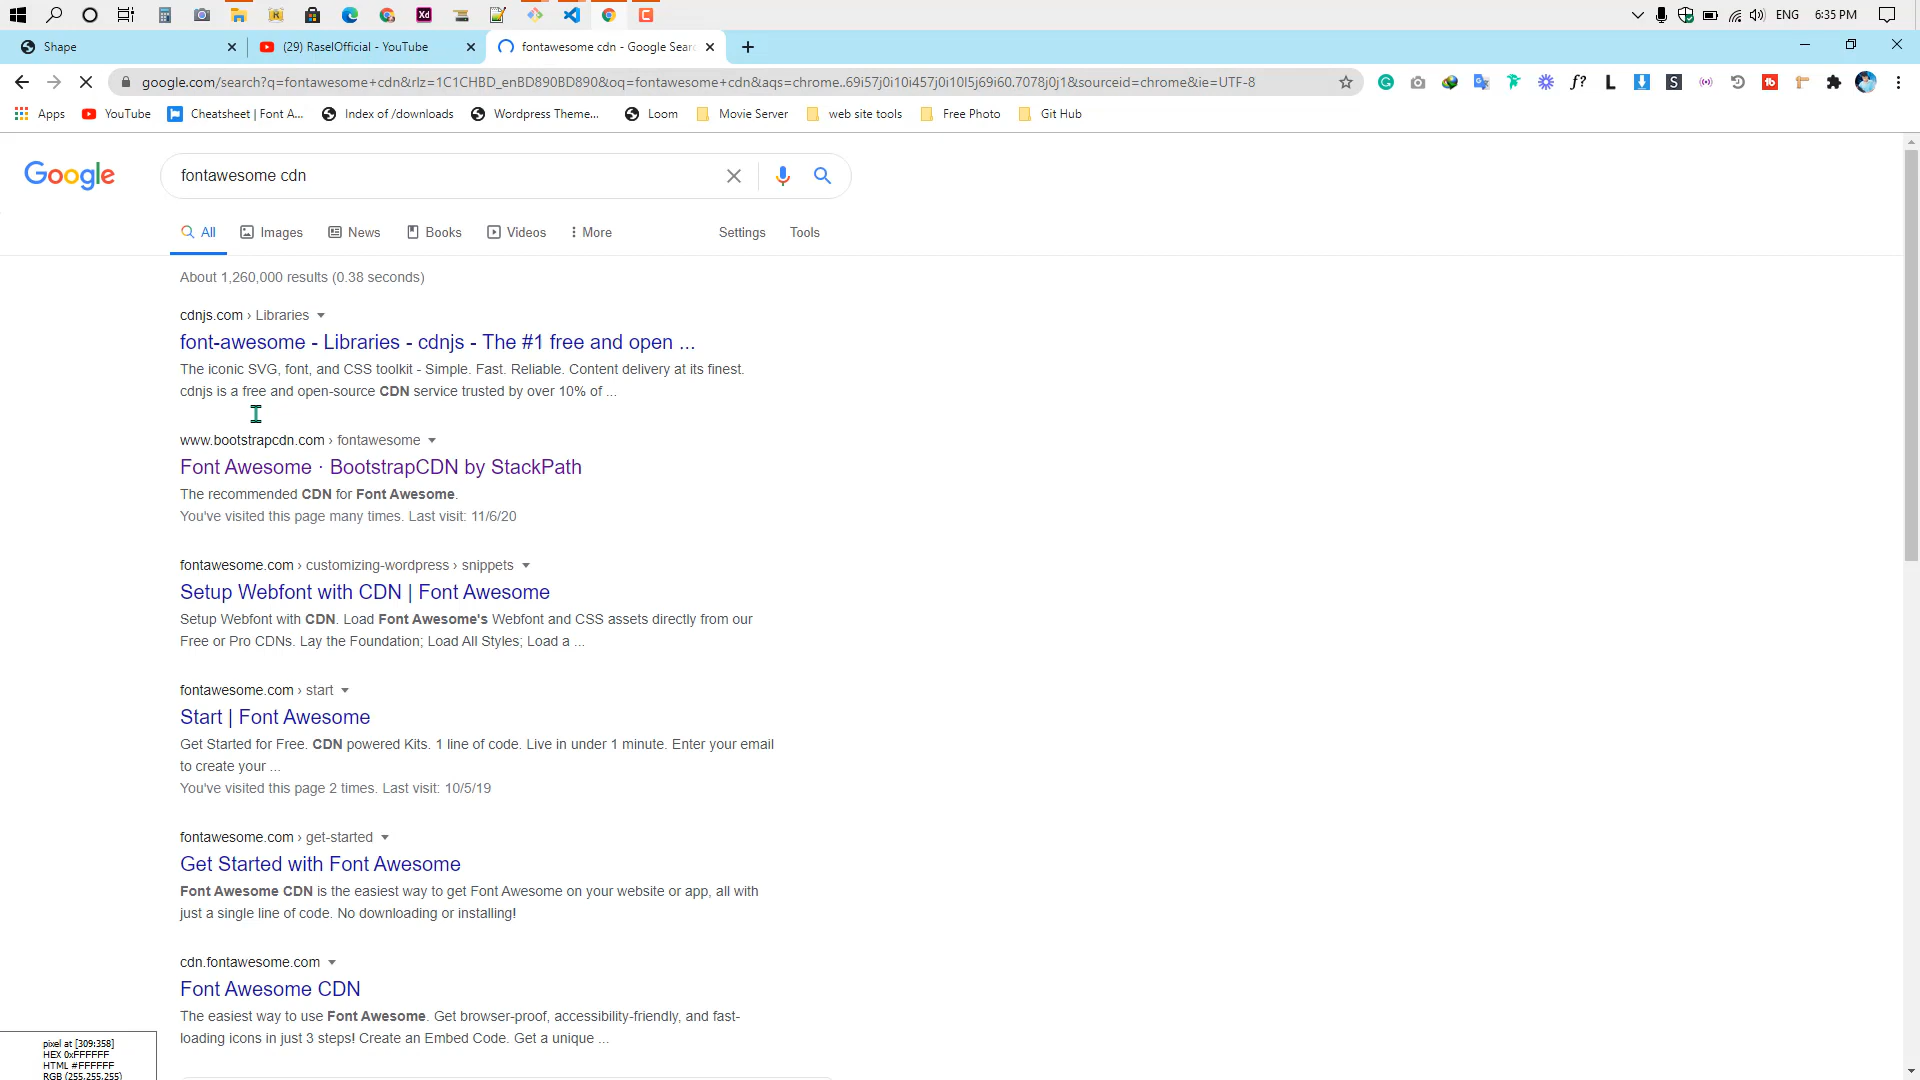 ENG
6:35 PM
Shape
(29) RaselOfficial - YouTube
fontawesome cdn - Google Sear
google.com/search?q=fontawesome+cdn&rlz=1C1CHBD_enBD890BD890&oq=fontawesome+cdn&aqs=chrome..69i57j0i10i457j0i10l5j69i60.7078j0j1&sourceid=chrome&ie=UTF-8
Apps
YouTube
Cheatsheet | Font A...
Index of /downloads
Wordpress Theme...
Loom
Movie Server
web site tools
Free Photo
Git Hub
Google
fontawesome cdn
All
Images
News
Books
Videos
More
Settings
Tools
About 1,260,000 results (0.38 seconds)
cdnjs.com › Libraries
font-awesome - Libraries - cdnjs - The #1 free and open ...
The iconic SVG, font, and CSS toolkit - Simple. Fast. Reliable. Content delivery at its finest.
cdnjs is a free and open-source CDN service trusted by over 10% of ...
www.bootstrapcdn.com › fontawesome
Font Awesome · BootstrapCDN by StackPath
The recommended CDN for Font Awesome.
You've visited this page many times. Last visit: 11/6/20
fontawesome.com › customizing-wordpress › snippets
Setup Webfont with CDN | Font Awesome
Setup Webfont with CDN. Load Font Awesome's Webfont and CSS assets directly from our
Free or Pro CDNs. Lay the Foundation; Load All Styles; Load a ...
fontawesome.com › start
Start | Font Awesome
Get Started for Free. CDN powered Kits. 1 line of code. Live in under 1 minute. Enter your email
to create your ...
You've visited this page 2 times. Last visit: 10/5/19
fontawesome.com › get-started
Get Started with Font Awesome
Font Awesome CDN is the easiest way to get Font Awesome on your website or app, all with
just a single line of code. No downloading or installing!
cdn.fontawesome.com
Font Awesome CDN
The easiest way to use Font Awesome. Get browser-proof, accessibility-friendly, and fast-
loading icons in just 3 steps! Create an Embed Code. Get a unique ...
pixel at [309:358]
HEX 0xFFFFFF
HTML #FFFFFF
RGB (255,255,255)